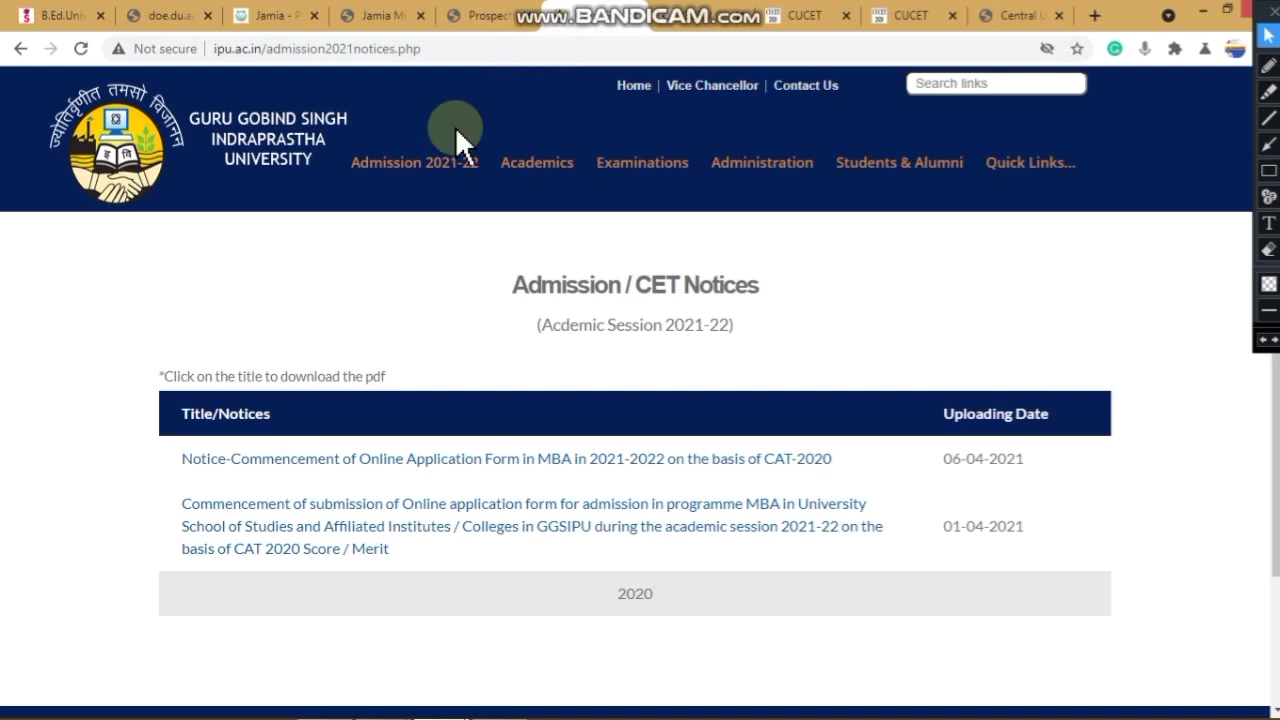 B.Ed.Univ
doe.du.a
Jamia - P
Jamia M
Prospec
CUCET
CUCET
Central U
www.BANDICAM.com
Not secure
ipu.ac.in/admission2021notices.php
Home | Vice Chancellor | Contact Us
Search links
ज्योतिर्वृणीत तमसो विजानन
GURU GOBIND SINGH
INDRAPRASTHA
UNIVERSITY
Admission 2021-22 Academics Examinations Administration Students & Alumni Quick Links...
Admission / CET Notices
(Acdemic Session 2021-22)
*Click on the title to download the pdf
Title/Notices Uploading Date
Notice-Commencement of Online Application Form in MBA in 2021-2022 on the basis of CAT-2020 06-04-2021
Commencement of submission of Online application form for admission in programme MBA in University
School of Studies and Affiliated Institutes / Colleges in GGSIPU during the academic session 2021-22 on the 01-04-2021
basis of CAT 2020 Score / Merit
2020